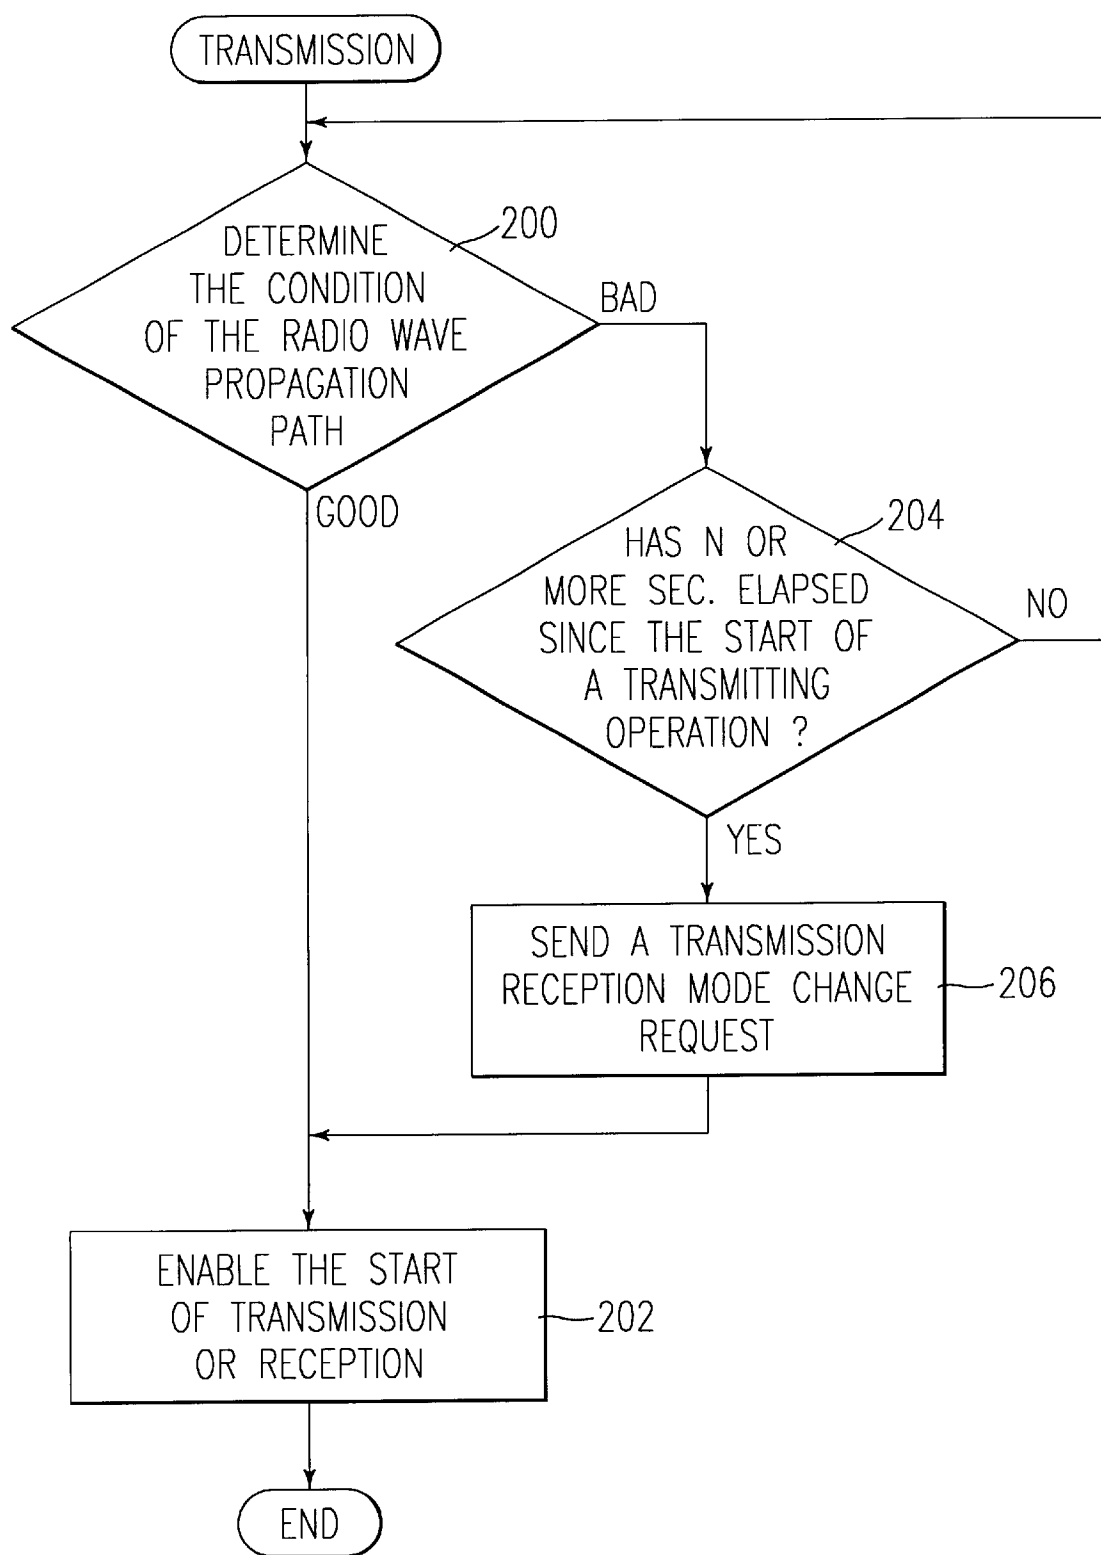 TRANSMISSION
DETERMINE
THE CONDITION
OF THE RADIO WAVE
PROPAGATION
PATH
200
BAD
GOOD
HAS N OR
MORE SEC. ELAPSED
SINCE THE START OF
A TRANSMITTING
OPERATION ?
204
NO
YES
SEND A TRANSMISSION
RECEPTION MODE CHANGE
REQUEST
206
ENABLE THE START
OF TRANSMISSION
OR RECEPTION
202
END